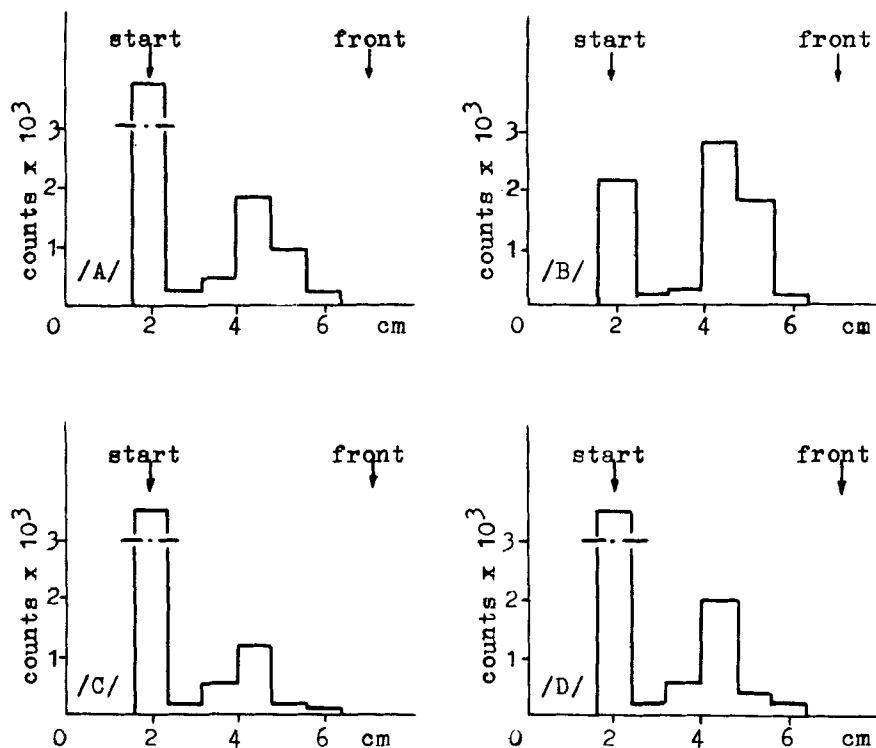 start front
counts x 10³
3
2
1
/A/
0 2 4 6 cm
start front
counts x 10³
3
2
1
/B/
0 2 4 6 cm
start front
counts x 10³
3
2
1
/C/
0 2 4 6 cm
start front
counts x 10³
3
2
1
/D/
0 2 4 6 cm